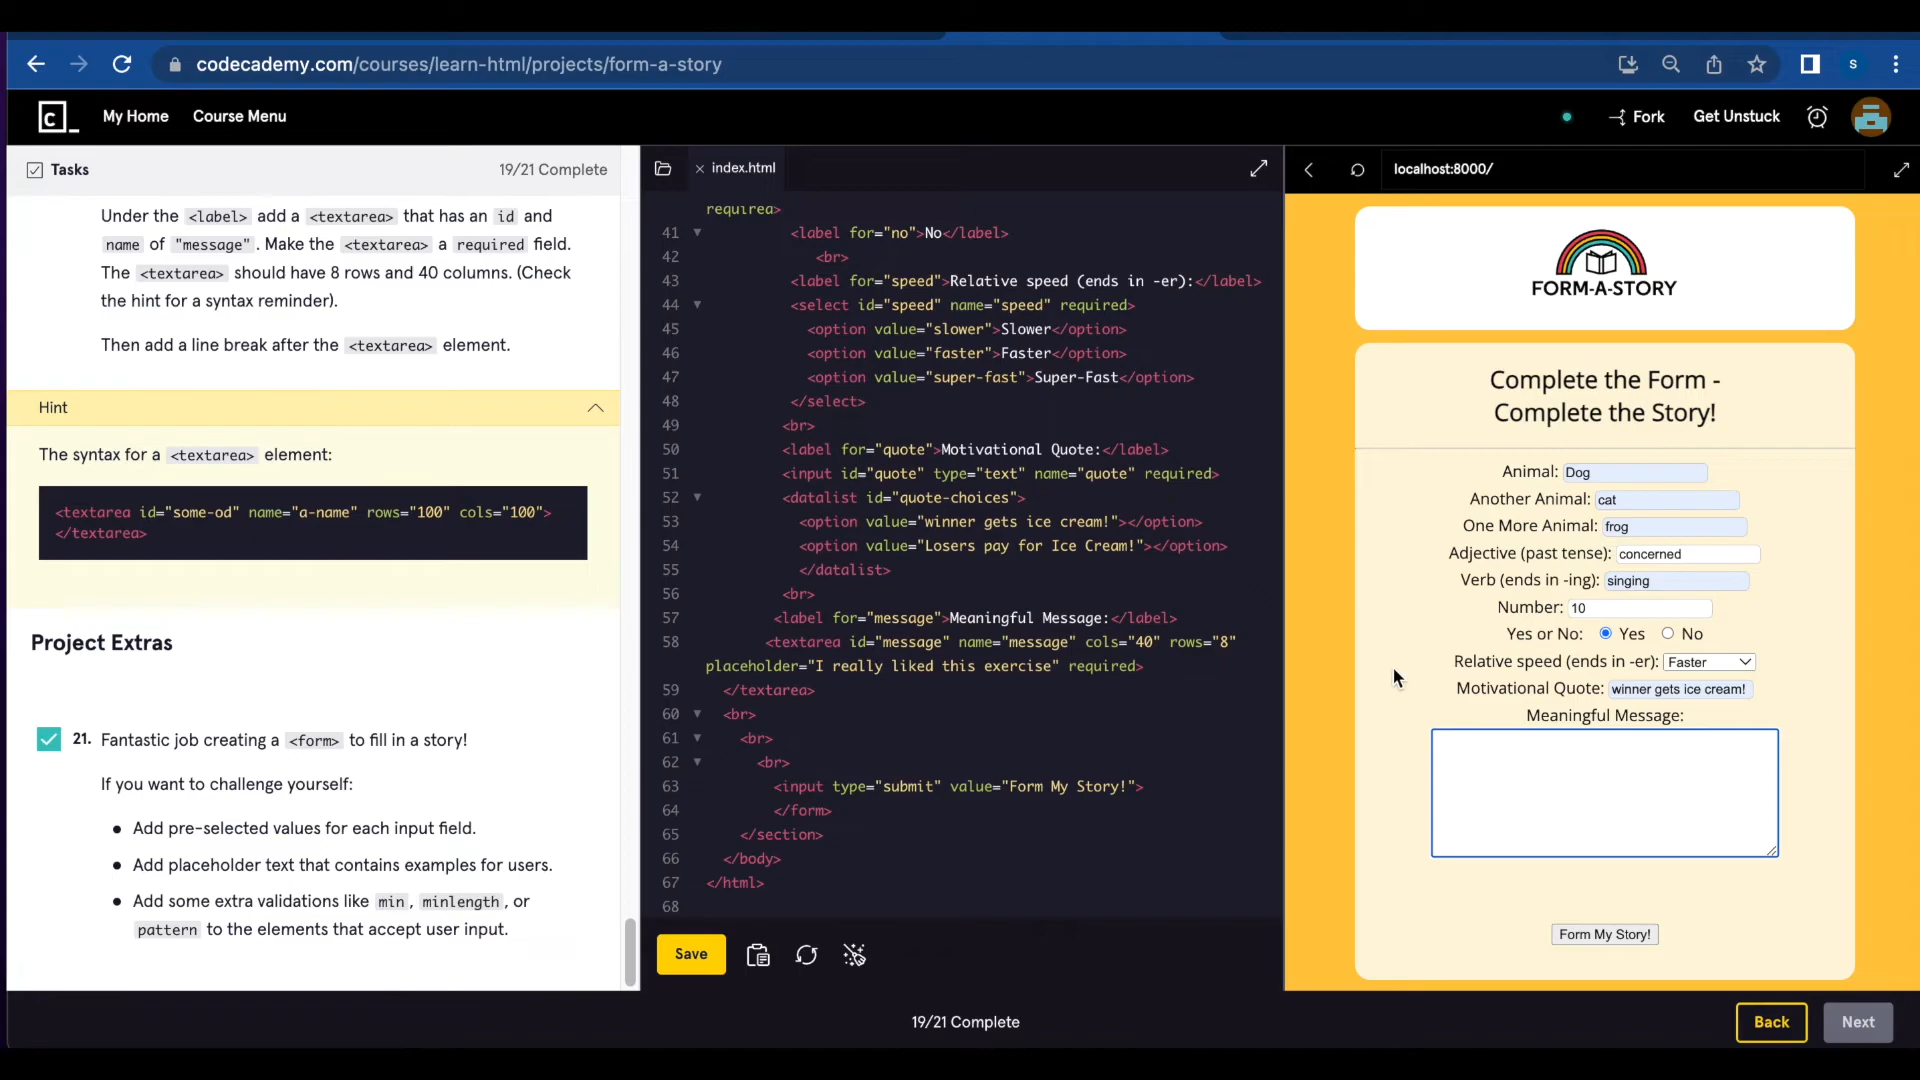 codecademy.com/courses/learn-html/projects/form-a-story
s
c_
My Home
Course Menu
Fork
Get Unstuck
Tasks
19/21 Complete
Under the <label> add a <textarea> that has an id and
name of "message". Make the <textarea> a required field.
The <textarea> should have 8 rows and 40 columns. (Check
the hint for a syntax reminder).
Then add a line break after the <textarea> element.
Hint
The syntax for a <textarea> element:
<textarea id="some-od" name="a-name" rows="100" cols="100">
</textarea>
Project Extras
21. Fantastic job creating a <form> to fill in a story!
If you want to challenge yourself:
• Add pre-selected values for each input field.
• Add placeholder text that contains examples for users.
• Add some extra validations like min, minlength, or
pattern to the elements that accept user input.
× index.html
required>
41 <label for="no">No</label>
42 <br>
43 <label for="speed">Relative speed (ends in -er):</label>
44 <select id="speed" name="speed" required>
45 <option value="slower">Slower</option>
46 <option value="faster">Faster</option>
47 <option value="super-fast">Super-Fast</option>
48 </select>
49 <br>
50 <label for="quote">Motivational Quote:</label>
51 <input id="quote" type="text" name="quote" required>
52 <datalist id="quote-choices">
53 <option value="winner gets ice cream!"></option>
54 <option value="Losers pay for Ice Cream!"></option>
55 </datalist>
56 <br>
57 <label for="message">Meaningful Message:</label>
58 <textarea id="message" name="message" cols="40" rows="8"
placeholder="I really liked this exercise" required>
59 </textarea>
60 <br>
61 <br>
62 <br>
63 <input type="submit" value="Form My Story!">
64 </form>
65 </section>
66 </body>
67 </html>
68
Save
localhost:8000/
FORM-A-STORY
Complete the Form -
Complete the Story!
Animal: Dog
Another Animal: cat
One More Animal: frog
Adjective (past tense): concerned
Verb (ends in -ing): singing
Number: 10
Yes or No: Yes No
Relative speed (ends in -er): Faster
Motivational Quote: winner gets ice cream!
Meaningful Message:
Form My Story!
19/21 Complete
Back
Next